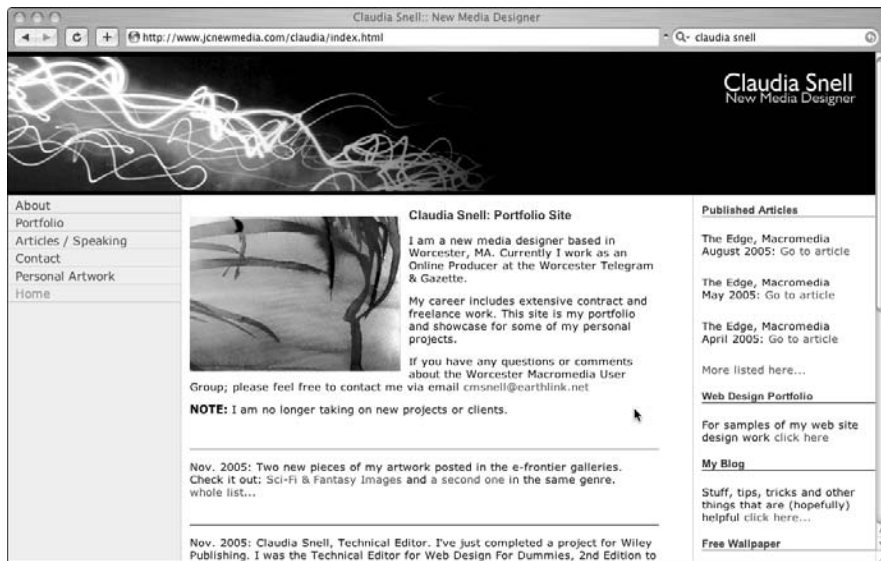 Claudia Snell:: New Media Designer
http://www.jcnewmedia.com/claudia/index.html
claudia snell
Claudia Snell
New Media Designer
About
Portfolio
Articles / Speaking
Contact
Personal Artwork
Home
Claudia Snell: Portfolio Site
I am a new media designer based in
Worcester, MA. Currently I work as an
Online Producer at the Worcester Telegram
& Gazette.
My career includes extensive contract and
freelance work. This site is my portfolio
and showcase for some of my personal
projects.
If you have any questions or comments
about the Worcester Macromedia User
Group; please feel free to contact me via email cmsnell@earthlink.net
NOTE: I am no longer taking on new projects or clients.
Nov. 2005: Two new pieces of my artwork posted in the e-frontier galleries.
Check it out: Sci-Fi & Fantasy Images and a second one in the same genre.
whole list...
Nov. 2005: Claudia Snell, Technical Editor. I've just completed a project for Wiley
Publishing. I was the Technical Editor for Web Design For Dummies, 2nd Edition to
Published Articles
The Edge, Macromedia
August 2005: Go to article
The Edge, Macromedia
May 2005: Go to article
The Edge, Macromedia
April 2005: Go to article
More listed here...
Web Design Portfolio
For samples of my web site
design work click here
My Blog
Stuff, tips, tricks and other
things that are (hopefully)
helpful click here...
Free Wallpaper